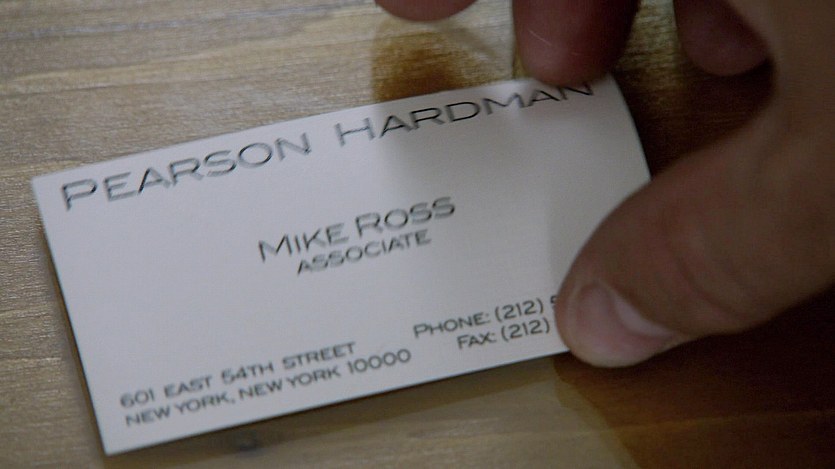 PEARSON HARDMAN
MIKE ROSS
ASSOCIATE
601 EAST 54TH STREET
NEW YORK, NEW YORK 10000
PHONE: (212)
FAX: (212)